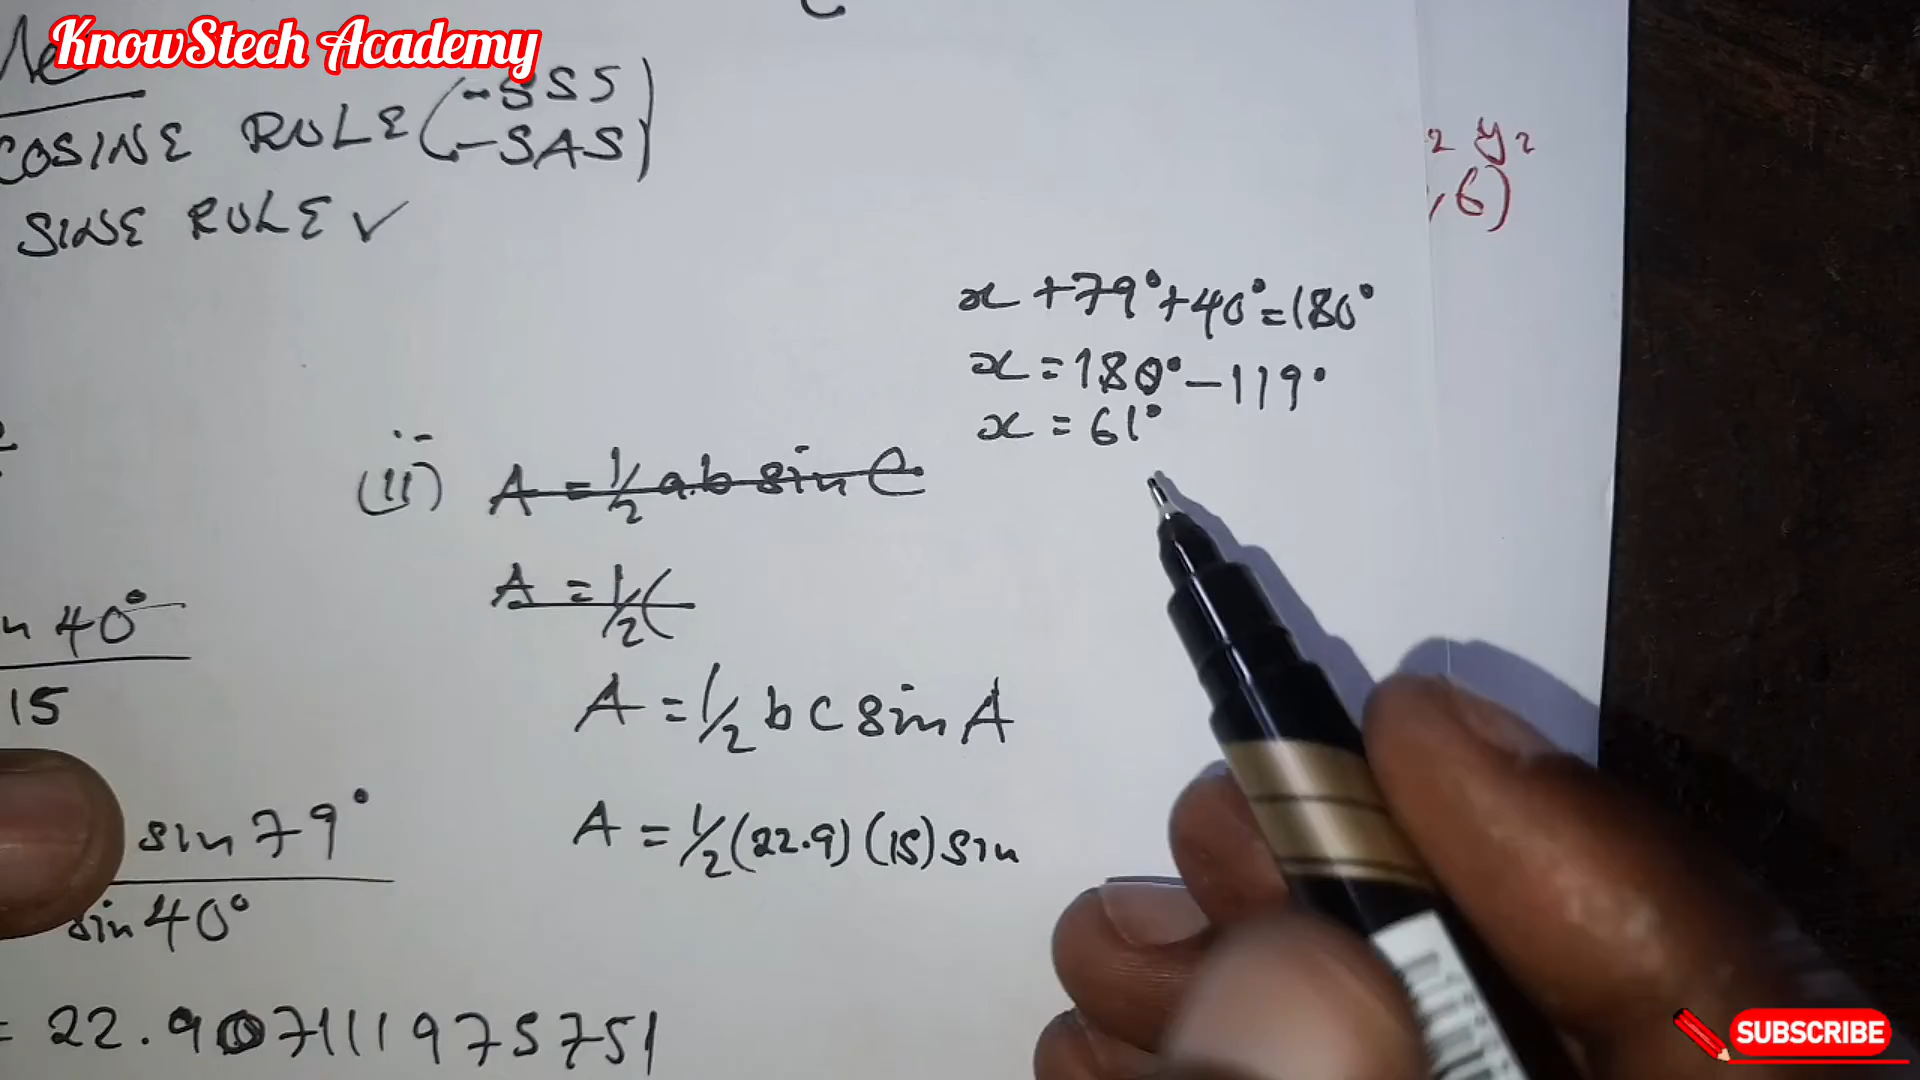 KnowStech Academy
COSINE RULE (-SSS
-SAS)
SINE RULE ✓
2 y2
,6)
x + 79° + 40° = 180°
x = 180° - 119°
x = 61°
(ii) A = 1/2 ab sin C
A = 1/2(
A = 1/2 bc sin A
A = 1/2 (22.9) (15) sin
n 40°
15
sin 79°
sin 40°
= 22.907111975751
SUBSCRIBE